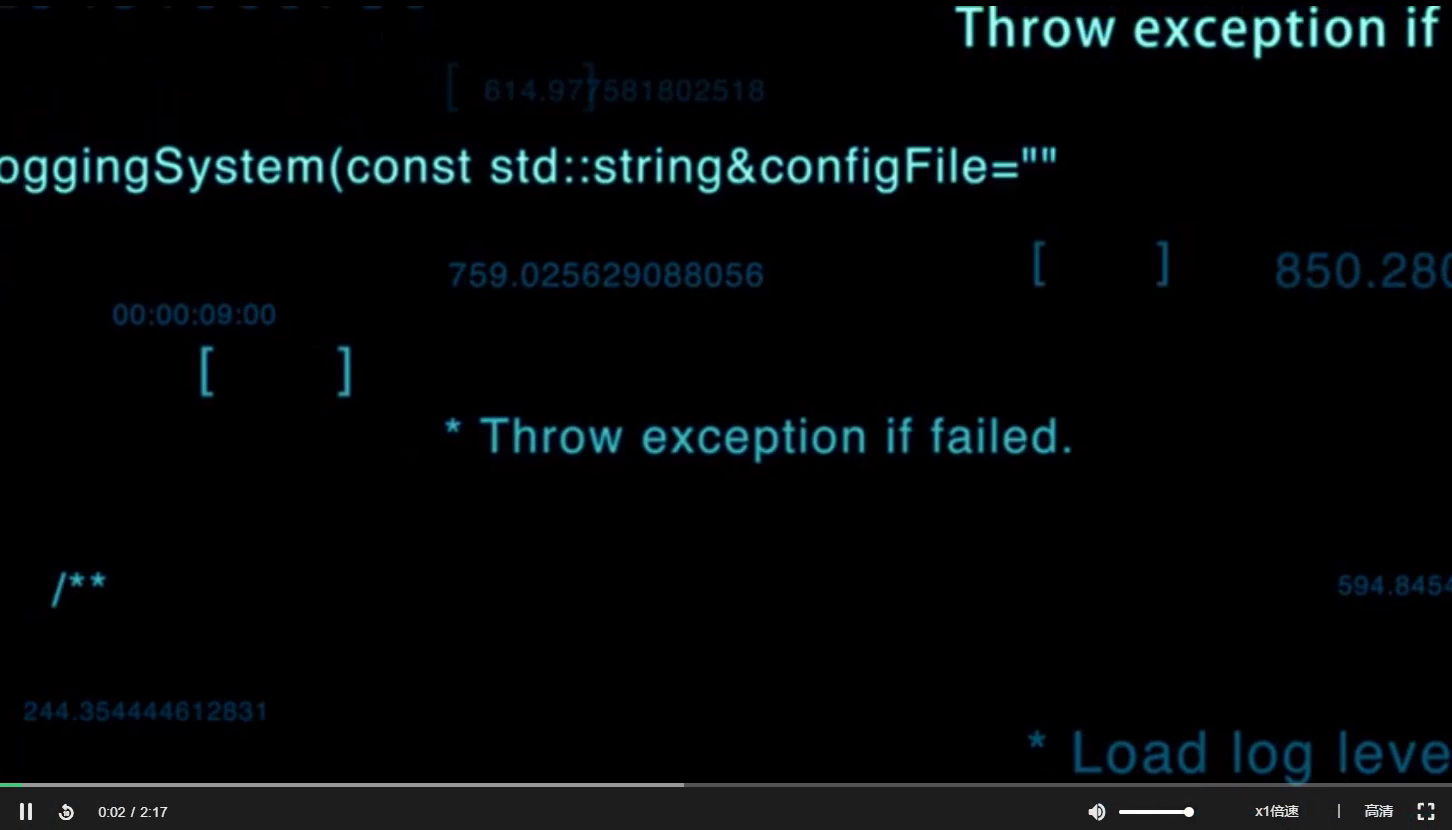 Throw exception if
614.977581802518
[ ]
oggingSystem(const std::string&configFile=""
759.025629088056
[ ]
850.280
00:00:09:00
[ ]
* Throw exception if failed.
/**
594.8454
244.354444612831
* Load log leve
0:02 / 2:17
x1倍速
|
高清